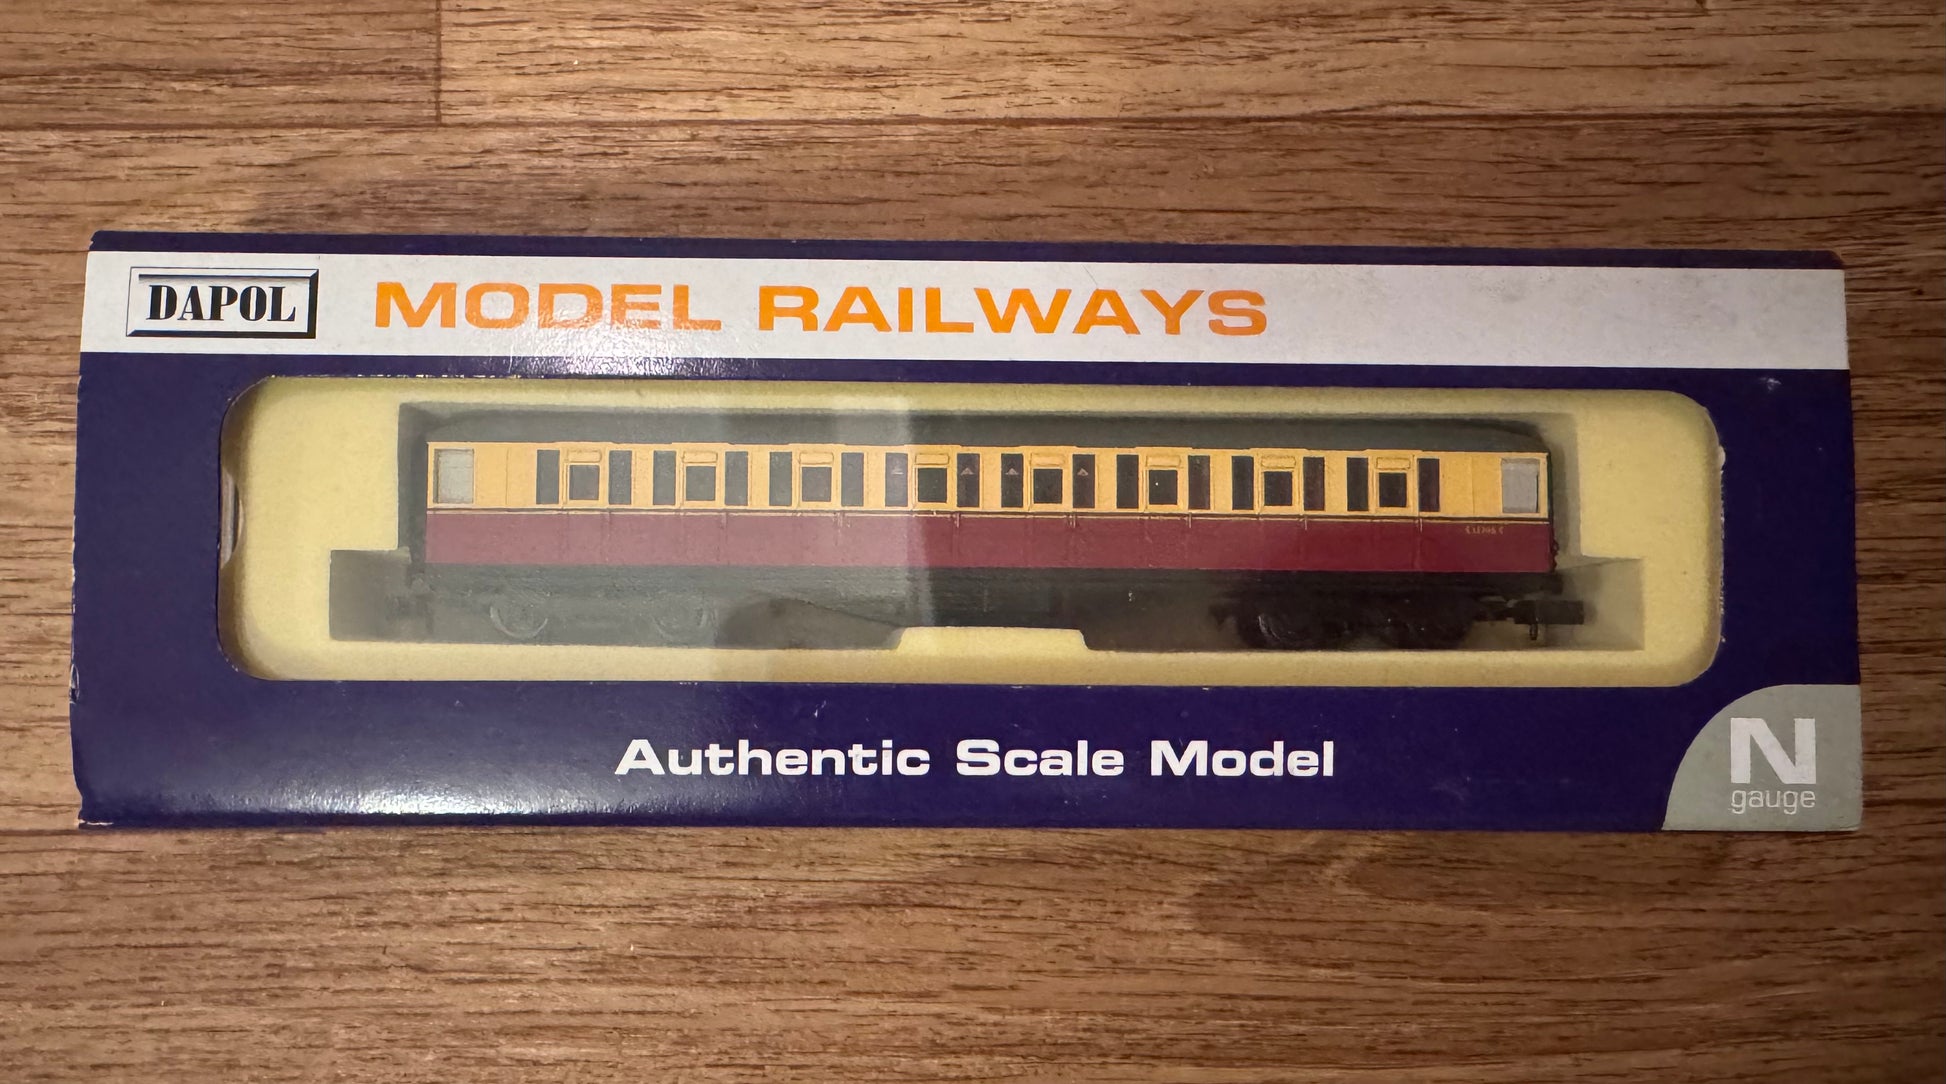 DAPOL
MODEL RAILWAYS
Authentic Scale Model
N
gauge